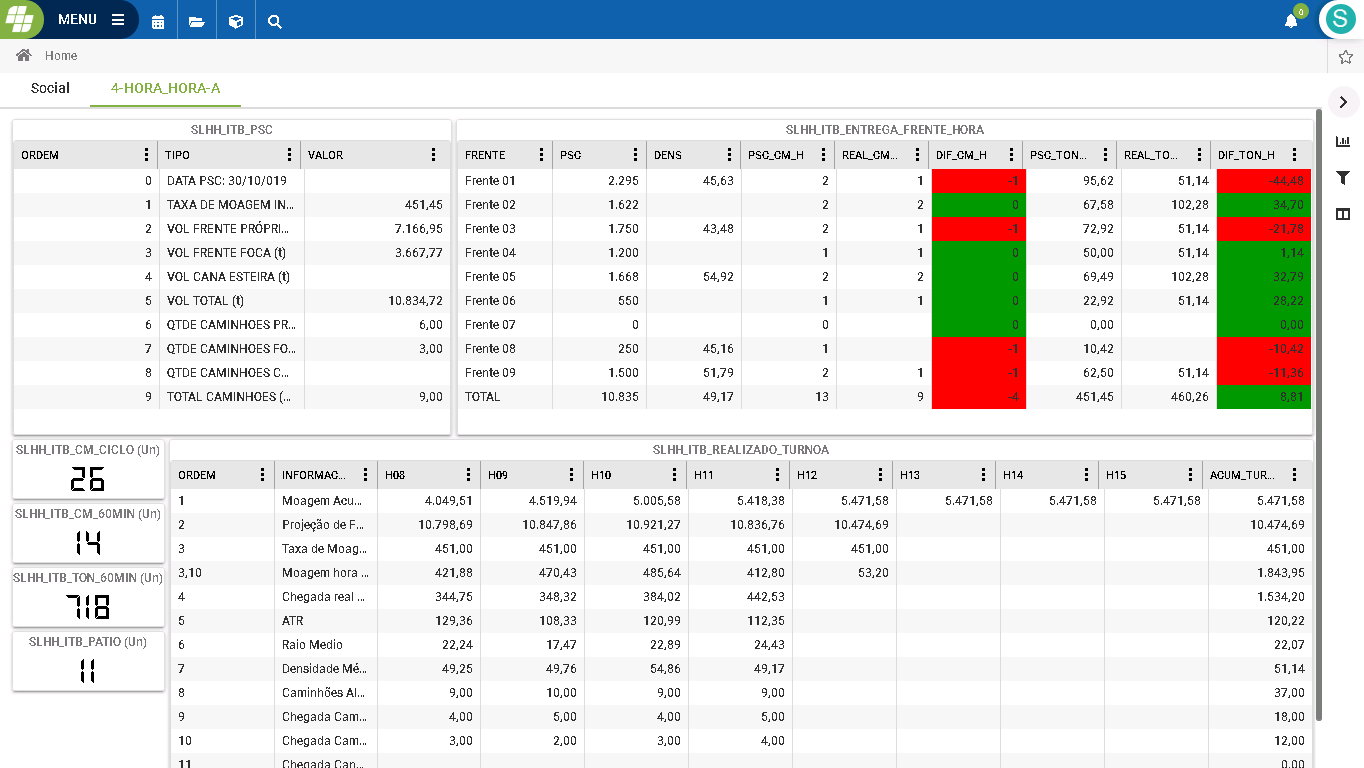 MENU
0
S
Home
Social 4-HORA_HORA-A
SLHH_ITB_PSC
ORDEM TIPO VALOR
0 DATA PSC: 30/10/019
1 TAXA DE MOAGEM IN... 451,45
2 VOL FRENTE PRÓPRI... 7.166,95
3 VOL FRENTE FOCA (t) 3.667,77
4 VOL CANA ESTEIRA (t)
5 VOL TOTAL (t) 10.834,72
6 QTDE CAMINHOES PR... 6,00
7 QTDE CAMINHOES FO... 3,00
8 QTDE CAMINHOES C...
9 TOTAL CAMINHOES (... 9,00
SLHH_ITB_ENTREGA_FRENTE_HORA
FRENTE PSC DENS PSC_CM_H REAL_CM... DIF_CM_H PSC_TON... REAL_TO... DIF_TON_H
Frente 01 2.295 45,63 2 1 -1 95,62 51,14 -44,48
Frente 02 1.622 2 2 0 67,58 102,28 34,70
Frente 03 1.750 43,48 2 1 -1 72,92 51,14 -21,78
Frente 04 1.200 1 1 0 50,00 51,14 1,14
Frente 05 1.668 54,92 2 2 0 69,49 102,28 32,79
Frente 06 550 1 1 0 22,92 51,14 28,22
Frente 07 0 0 0 0,00 0,00
Frente 08 250 45,16 1 -1 10,42 -10,42
Frente 09 1.500 51,79 2 1 -1 62,50 51,14 -11,36
TOTAL 10.835 49,17 13 9 -4 451,45 460,26 8,81
SLHH_ITB_CM_CICLO (Un)
26
SLHH_ITB_CM_60MIN (Un)
14
SLHH_ITB_TON_60MIN (Un)
718
SLHH_ITB_PATIO (Un)
11
SLHH_ITB_REALIZADO_TURNOA
ORDEM INFORMAC... H08 H09 H10 H11 H12 H13 H14 H15 ACUM_TUR...
1 Moagem Acu... 4.049,51 4.519,94 5.005,58 5.418,38 5.471,58 5.471,58 5.471,58 5.471,58 5.471,58
2 Projeção de F... 10.798,69 10.847,86 10.921,27 10.836,76 10.474,69 10.474,69
3 Taxa de Moag... 451,00 451,00 451,00 451,00 451,00 451,00
3,10 Moagem hora ... 421,88 470,43 485,64 412,80 53,20 1.843,95
4 Chegada real ... 344,75 348,32 384,02 442,53 1.534,20
5 ATR 129,36 108,33 120,99 112,35 120,22
6 Raio Medio 22,24 17,47 22,89 24,43 22,07
7 Densidade Mé... 49,25 49,76 54,86 49,17 51,14
8 Caminhões Al... 9,00 10,00 9,00 9,00 37,00
9 Chegada Cam... 4,00 5,00 4,00 5,00 18,00
10 Chegada Cam... 3,00 2,00 3,00 4,00 12,00
11 Chegada Can... 0,00